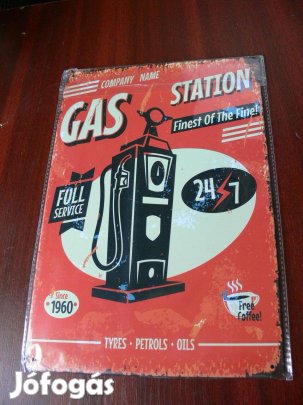 COMPANY NAME
GAS STATION
Finest Of The Fine!
FULL
SERVICE
24 7
Since
1960
Free
Coffee!
TYRES · PETROLS · OILS
Jófogás